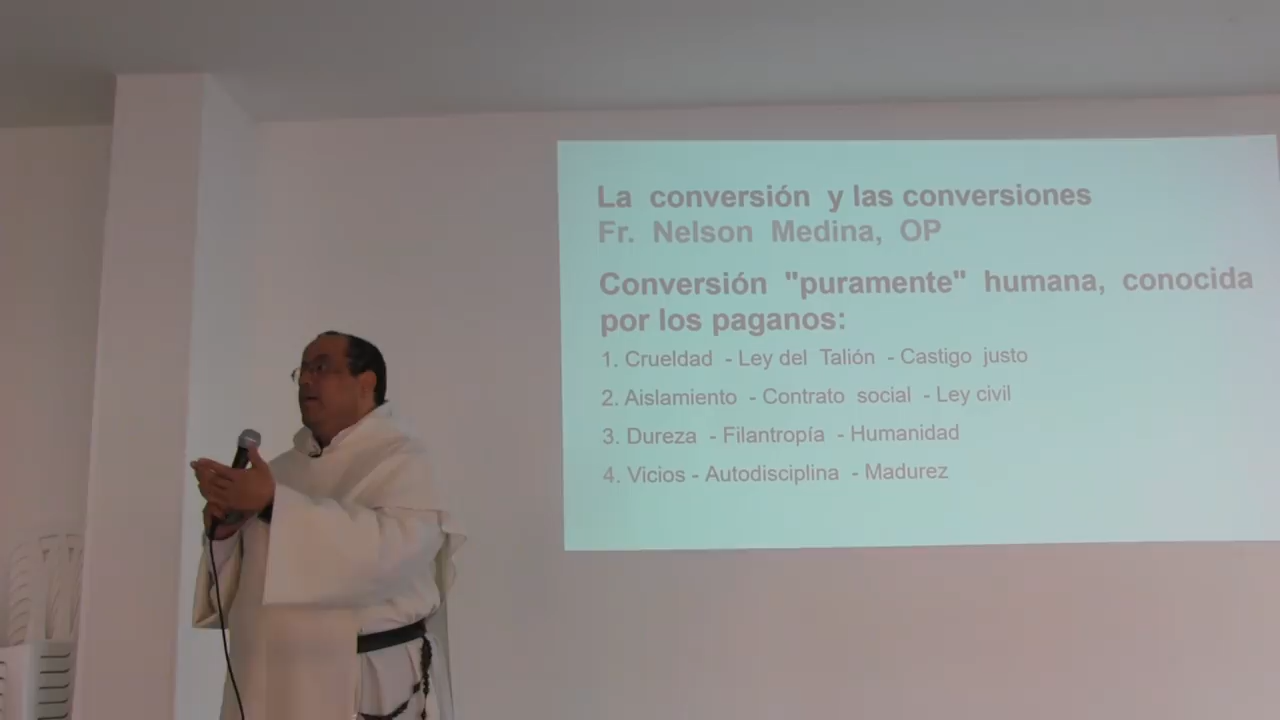 La conversión y las conversiones
Fr. Nelson Medina, OP
Conversión "puramente" humana, conocida
por los paganos:
1. Crueldad - Ley del Talión - Castigo justo
2. Aislamiento - Contrato social - Ley civil
3. Dureza - Filantropía - Humanidad
4. Vicios - Autodisciplina - Madurez